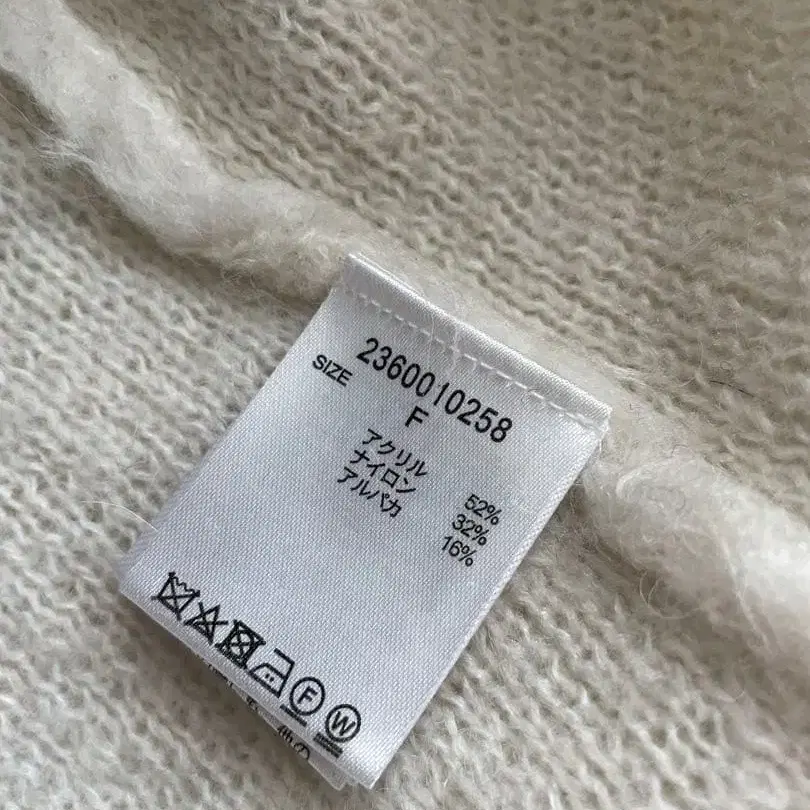 2360010258
SIZE F
アクリル 52%
ナイロン 32%
アルパカ 16%
F W